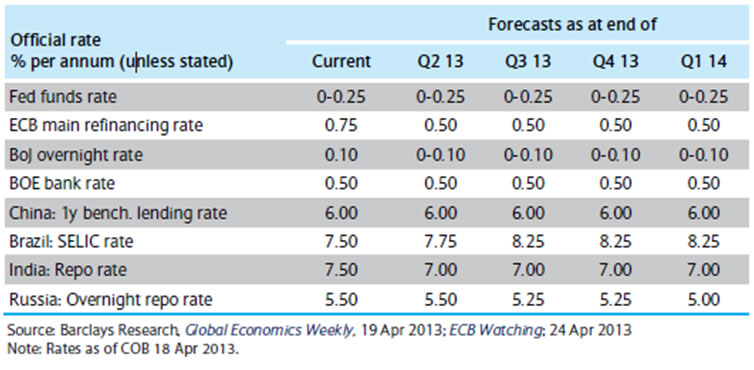 Forecasts as at end of
Official rate
% per annum (unless stated) Current Q2 13 Q3 13 Q4 13 Q1 14
Fed funds rate 0-0.25 0-0.25 0-0.25 0-0.25 0-0.25
ECB main refinancing rate 0.75 0.50 0.50 0.50 0.50
BoJ overnight rate 0.10 0-0.10 0-0.10 0-0.10 0-0.10
BOE bank rate 0.50 0.50 0.50 0.50 0.50
China: 1y bench. lending rate 6.00 6.00 6.00 6.00 6.00
Brazil: SELIC rate 7.50 7.75 8.25 8.25 8.25
India: Repo rate 7.50 7.00 7.00 7.00 7.00
Russia: Overnight repo rate 5.50 5.50 5.25 5.25 5.00
Source: Barclays Research, Global Economics Weekly, 19 Apr 2013; ECB Watching; 24 Apr 2013
Note: Rates as of COB 18 Apr 2013.